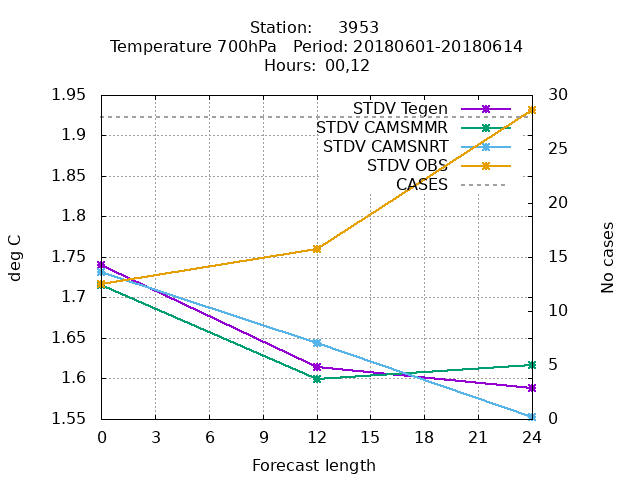 Station:     3953
Temperature 700hPa   Period: 20180601-20180614
Hours: 00,12
1.95
1.9
1.85
1.8
1.75
1.7
1.65
1.6
1.55
deg C
STDV Tegen
STDV CAMSMMR
STDV CAMSNRT
STDV OBS
CASES
30
25
20
15
10
5
0
No cases
0 3 6 9 12 15 18 21 24
Forecast length